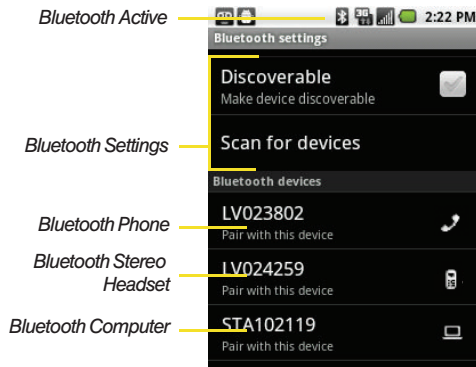 Bluetooth Active
3G
2:22 PM
Bluetooth settings
Discoverable
Make device discoverable
Bluetooth Settings
Scan for devices
Bluetooth devices
LV023802
Bluetooth Phone
Pair with this device
LV024259
Bluetooth Stereo
Headset
Pair with this device
STA102119
Bluetooth Computer
Pair with this device